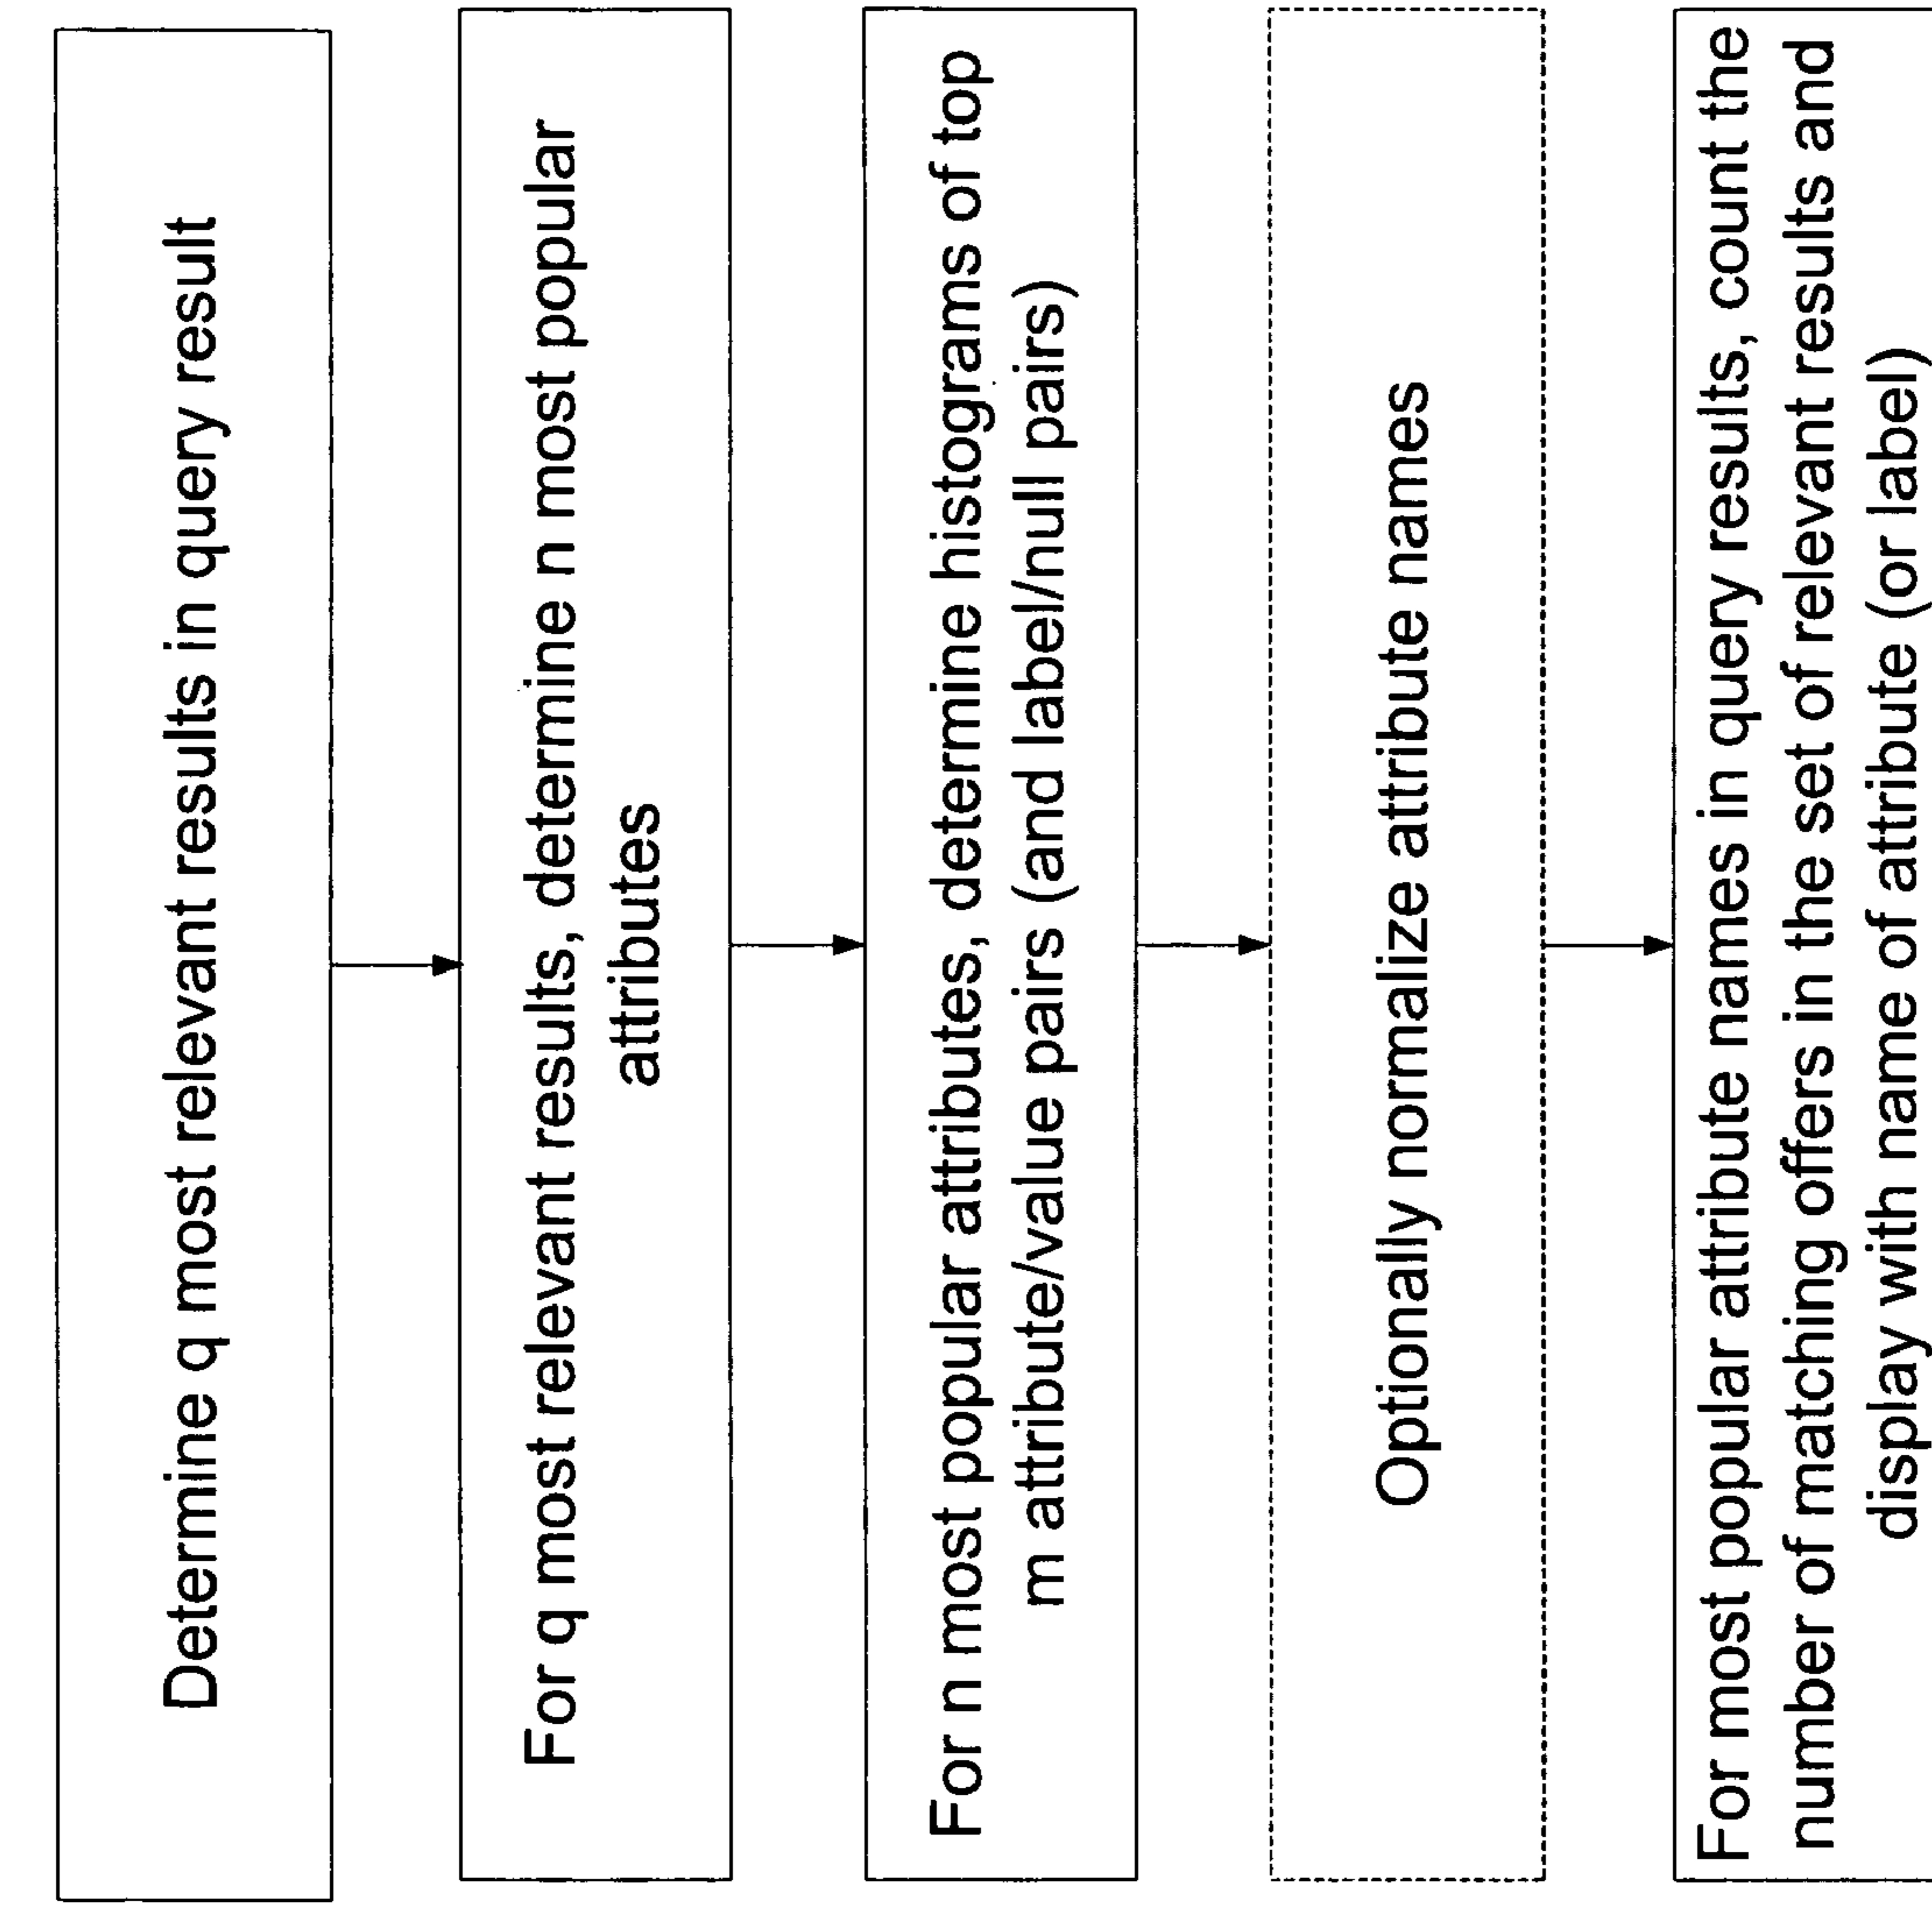 Determine q most relevant results in query result
For q most relevant results, determine n most popular
attributes
For n most popular attributes, determine histograms of top
m attribute/value pairs (and label/null pairs)
Optionally normalize attribute names
For most popular attribute names in query results, count the
number of matching offers in the set of relevant results and
display with name of attribute (or label)